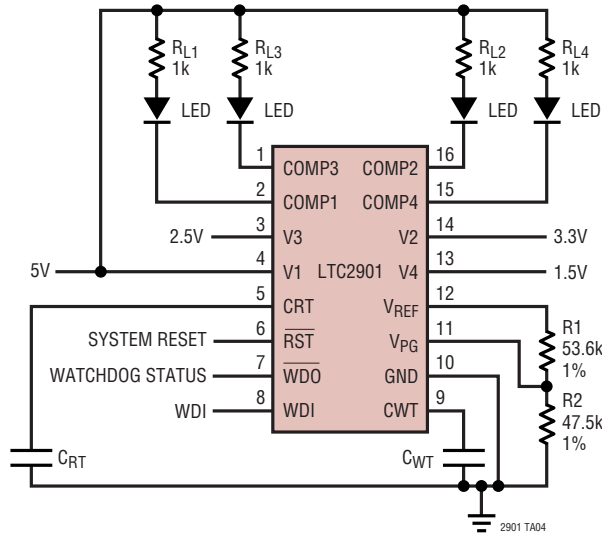 RL1
1k
RL3
1k
RL2
1k
RL4
1k
LED
LED
LED
LED
1
COMP3
COMP2
16
2
COMP1
COMP4
15
2.5V
3
V3
V2
14
3.3V
5V
4
V1
LTC2901
V4
13
1.5V
5
CRT
VREF
12
SYSTEM RESET
6
RST
VPG
11
WATCHDOG STATUS
7
WDO
GND
10
WDI
8
WDI
CWT
9
R1
53.6k
1%
R2
47.5k
1%
CRT
CWT
2901 TA04